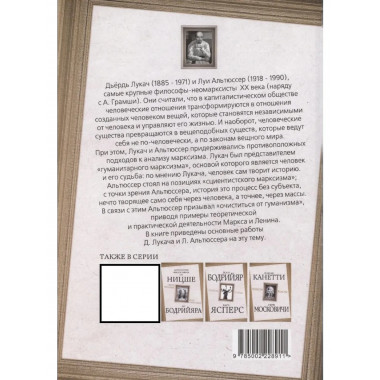 Дьёрдь Лукач (1885 - 1971) и Луи Альтюссер (1918 - 1990),
самые крупные философы-неомарксисты XX века (наряду
с А. Грамши). Они считали, что в капиталистическом обществе
человеческие отношения трансформируются в отношения
созданных человеком вещей, которые становятся независимыми
от человека и управляют его жизнью. И наоборот, человеческие
существа превращаются в вещеподобных существ, которые ведут
себя не по-человечески, а по законам вещного мира.
При этом, Лукач и Альтюссер придерживались противоположных
подходов к анализу марксизма. Лукач был представителем
«гуманитарного марксизма», основой которого является человек
и его судьба: по мнению Лукача, человек сам творит историю.
Альтюссер стоял на позициях «сциентистского марксизма»;
с точки зрения Альтюссера, история это процесс без субъекта,
нечто творящее само себя через человека, а точнее, через массы.
В связи с этим Альтюссер призывал «очиститься от гуманизма»,
приводя примеры теоретической
и практической деятельности Маркса и Ленина.
В книге приведены основные работы
Д. Лукача и Л. Альтюссера на эту тему.
ТАКЖЕ В СЕРИИ
НИЦШЕ
БОДРИЙЯРА
БОДРИЙЯР
ЯСПЕРС
КАНЕТТИ
МОСКОВИЧИ
9 785002 228911 >